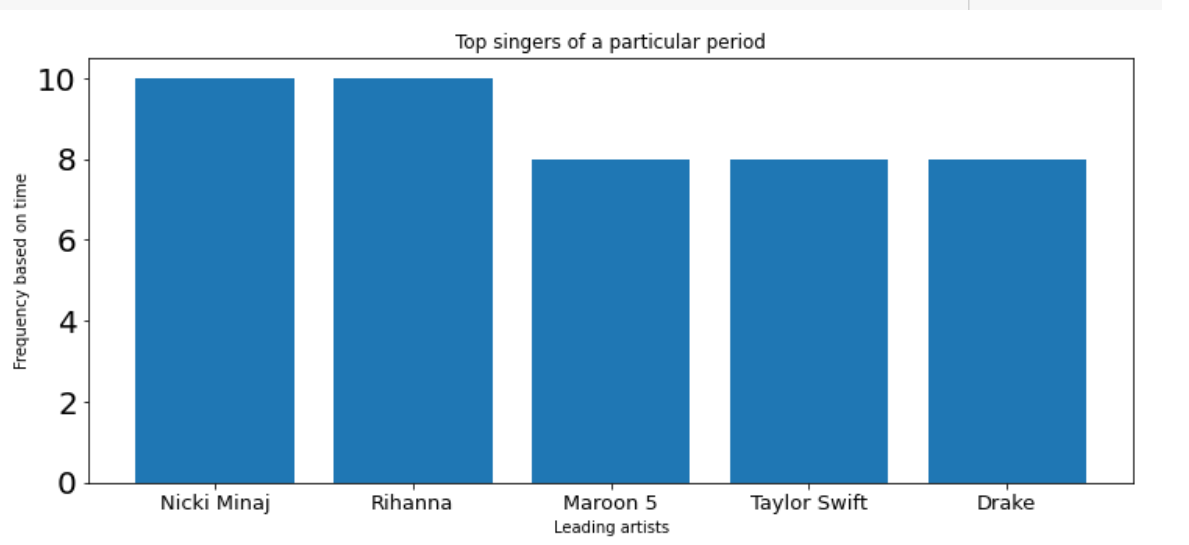 Top singers of a particular period
Frequency based on time
10
8
6
4
2
0
Nicki Minaj Rihanna Maroon 5 Taylor Swift Drake
Leading artists